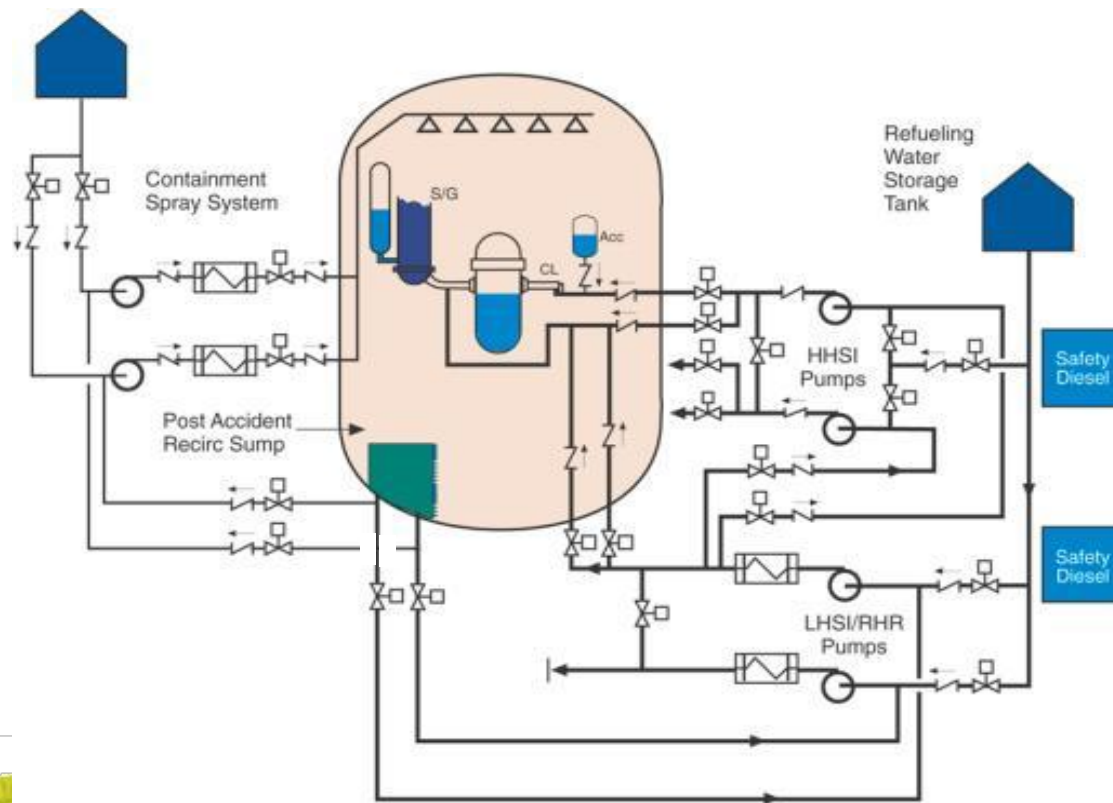 Containment
Spray System
S/G
Acc
CL
Refueling
Water
Storage
Tank
HHSI
Pumps
Safety
Diesel
Post Accident
Recirc Sump
Safety
Diesel
LHSI/RHR
Pumps